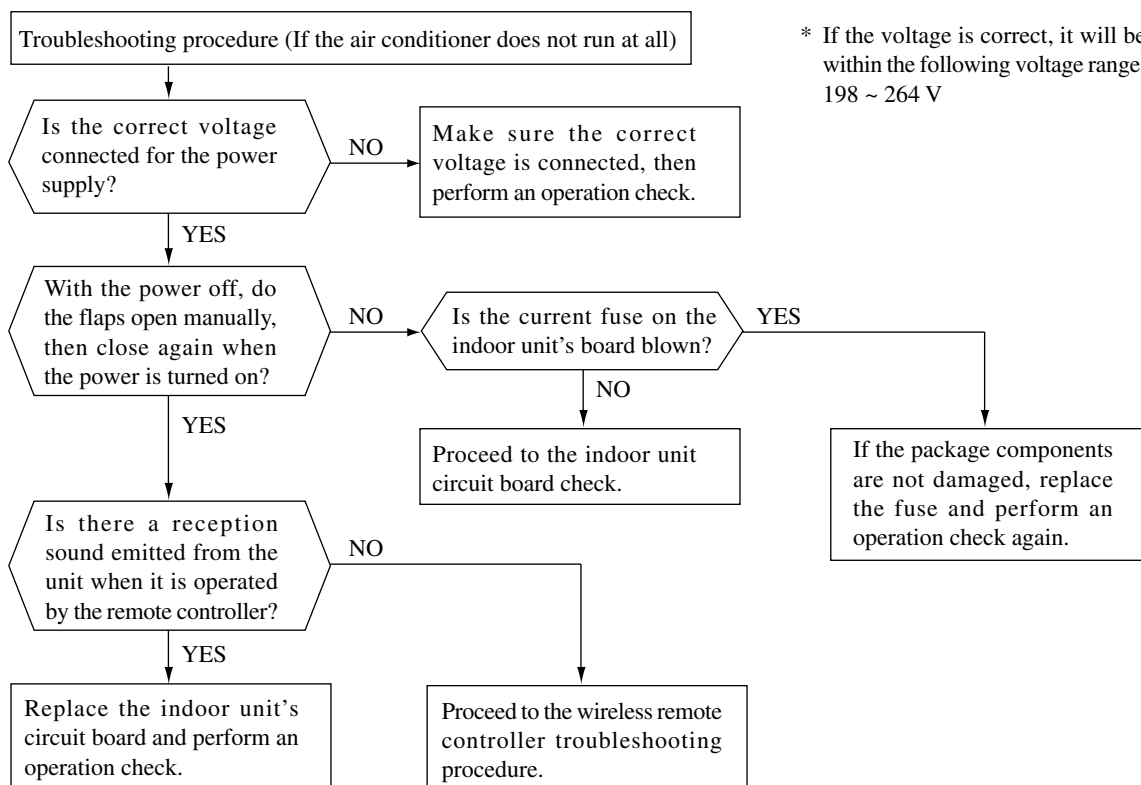 Troubleshooting procedure (If the air conditioner does not run at all)
* If the voltage is correct, it will be
within the following voltage range
198 ~ 264 V
Is the correct voltage
connected for the power
supply?
NO
Make sure the correct
voltage is connected, then
perform an operation check.
YES
With the power off, do
the flaps open manually,
then close again when
the power is turned on?
NO
Is the current fuse on the
indoor unit's board blown?
YES
NO
YES
Proceed to the indoor unit
circuit board check.
If the package components
are not damaged, replace
the fuse and perform an
operation check again.
Is there a reception
sound emitted from the
unit when it is operated
by the remote controller?
NO
YES
Replace the indoor unit's
circuit board and perform an
operation check.
Proceed to the wireless remote
controller troubleshooting
procedure.